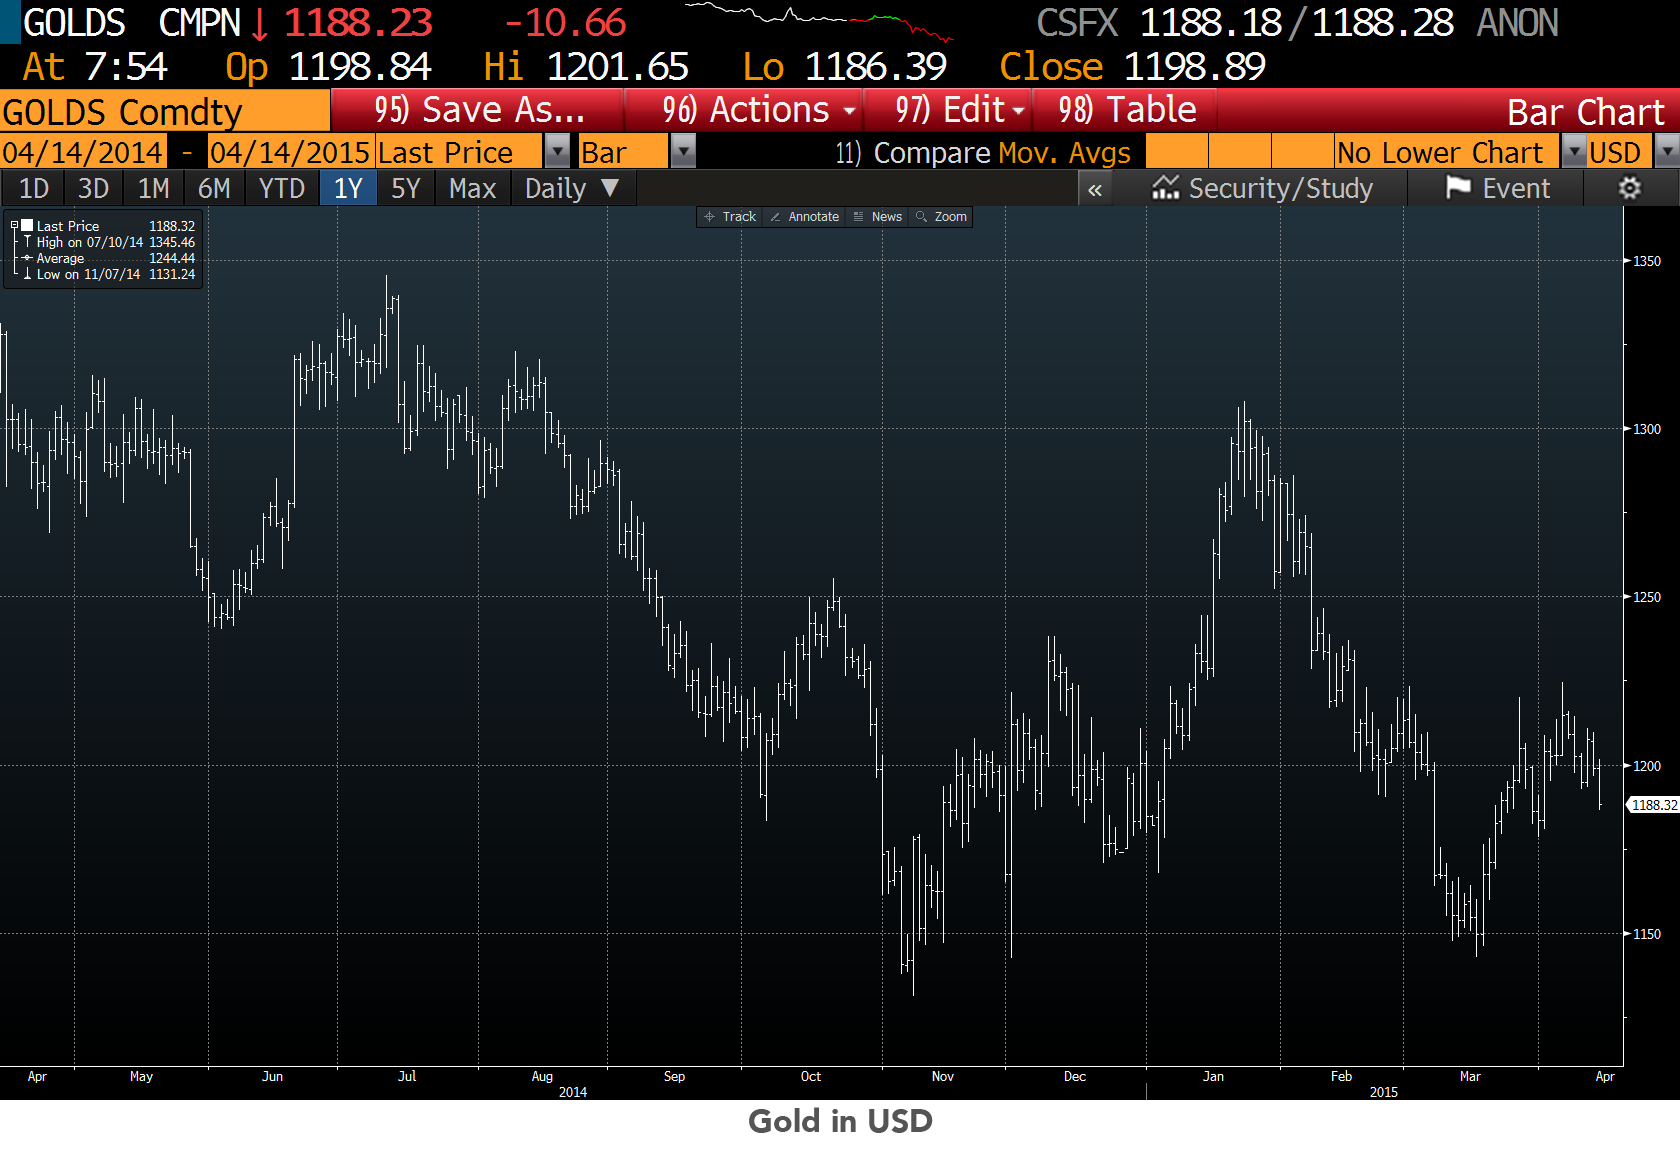 GOLDS CMPN ↓ 1188.23 -10.66 CSFX 1188.18/1188.28 ANON
At 7:54 Op 1198.84 Hi 1201.65 Lo 1186.39 Close 1198.89
GOLDS Comdty 95) Save As... 96) Actions 97) Edit 98) Table Bar Chart
04/14/2014 - 04/14/2015 Last Price Bar 11) Compare Mov. Avgs No Lower Chart USD
1D 3D 1M 6M YTD 1Y 5Y Max Daily ▼ « Security/Study Event
Track Annotate News Zoom
Last Price 1188.32
High on 07/10/14 1345.46
Average 1244.44
Low on 11/07/14 1131.24
1350
1300
1250
1200
1188.32
1150
Apr May Jun Jul Aug Sep Oct Nov Dec Jan Feb Mar Apr
2014 2015
Gold in USD